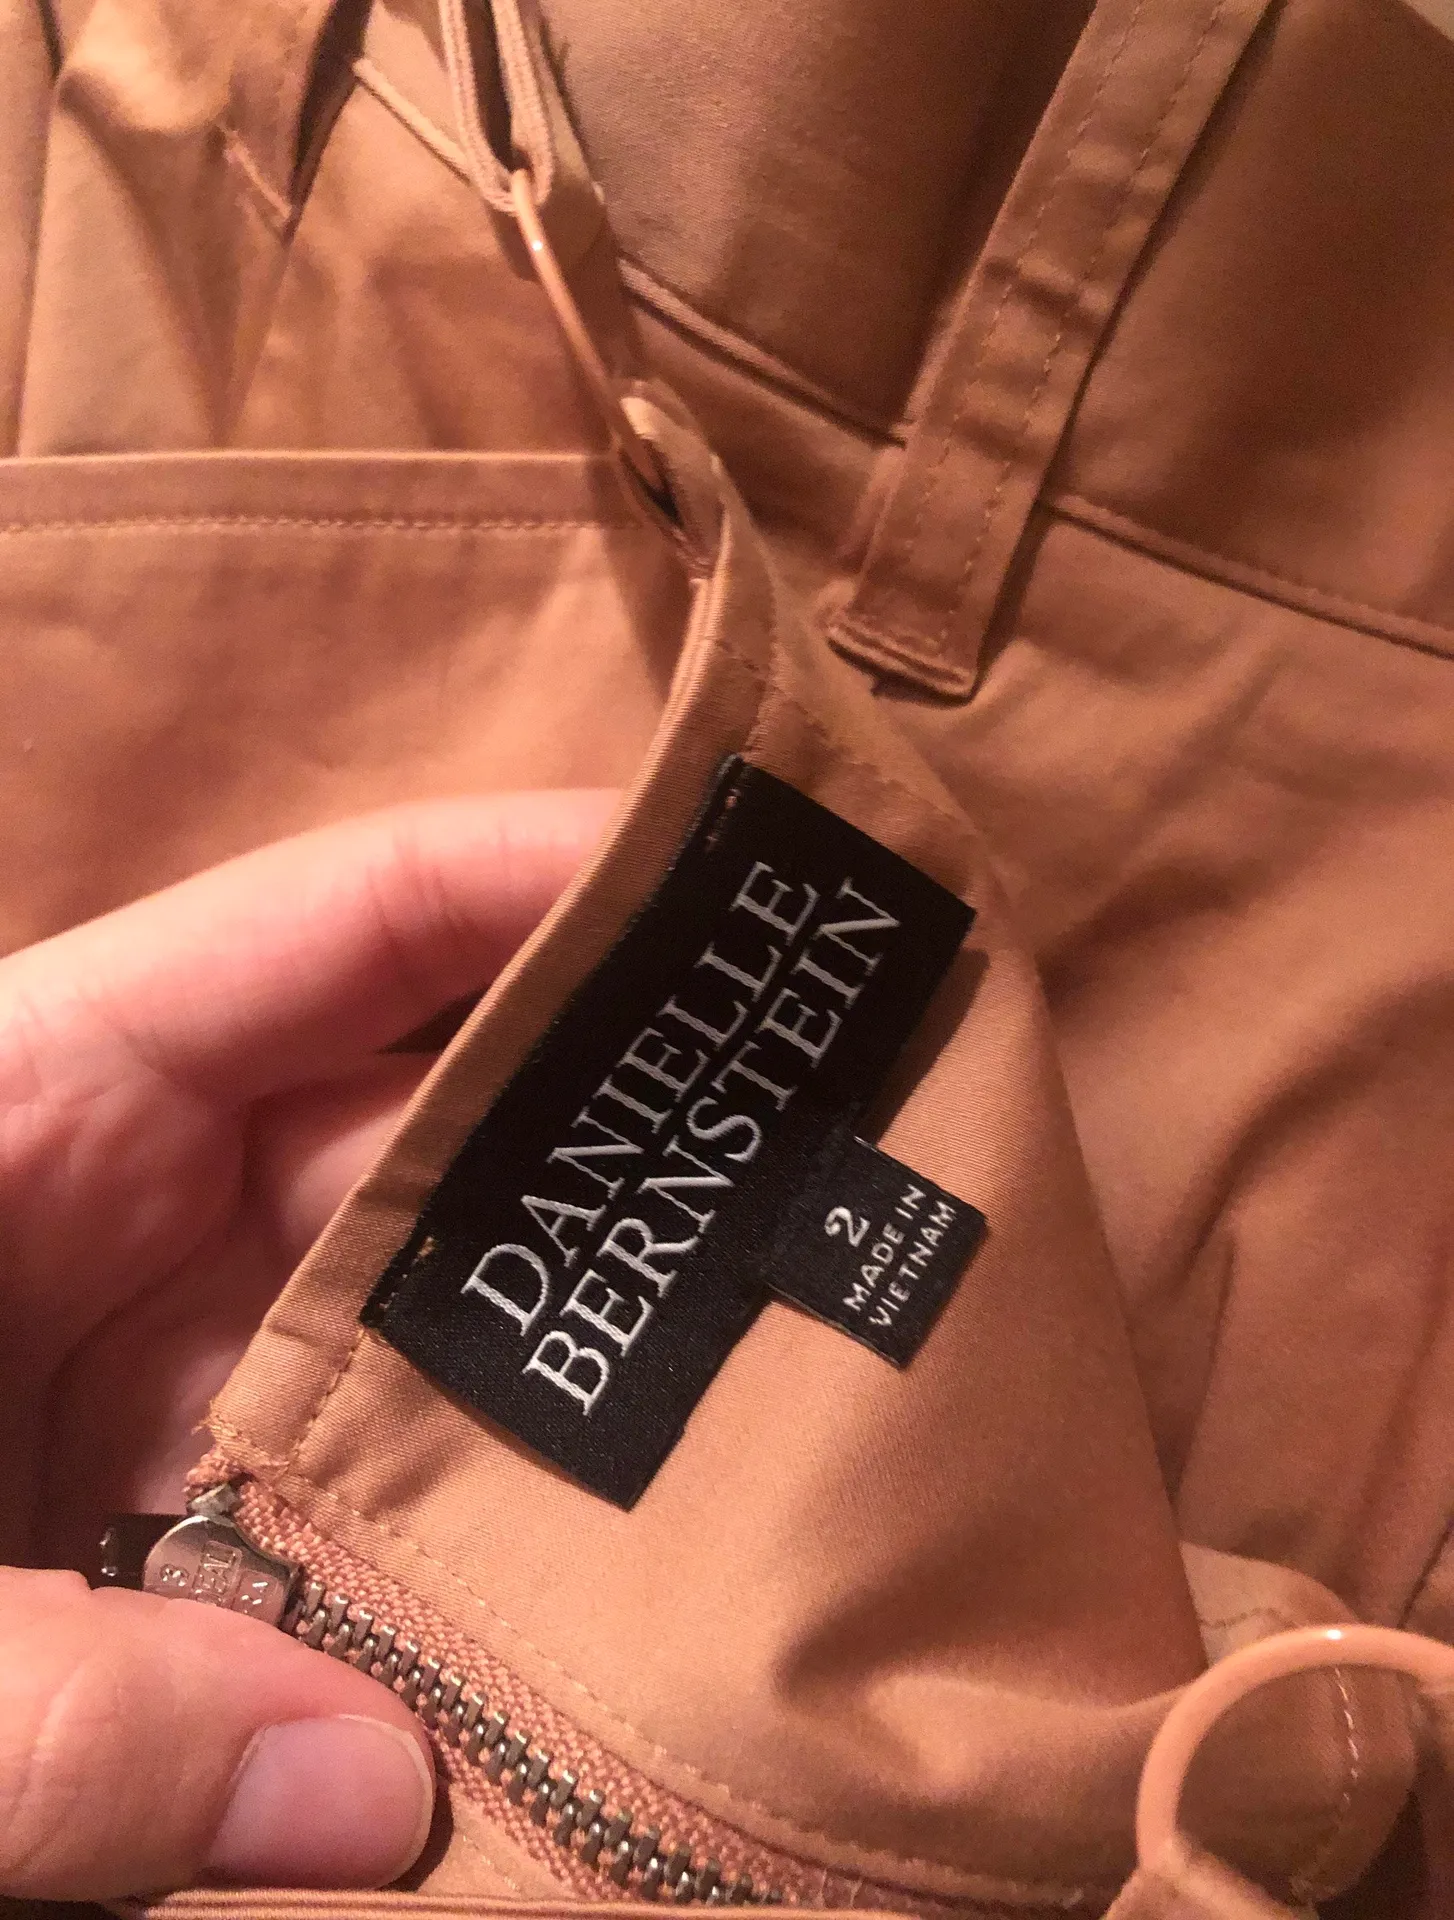 DANIELLE
BERNSTEIN
2
MADE IN
VIETNAM